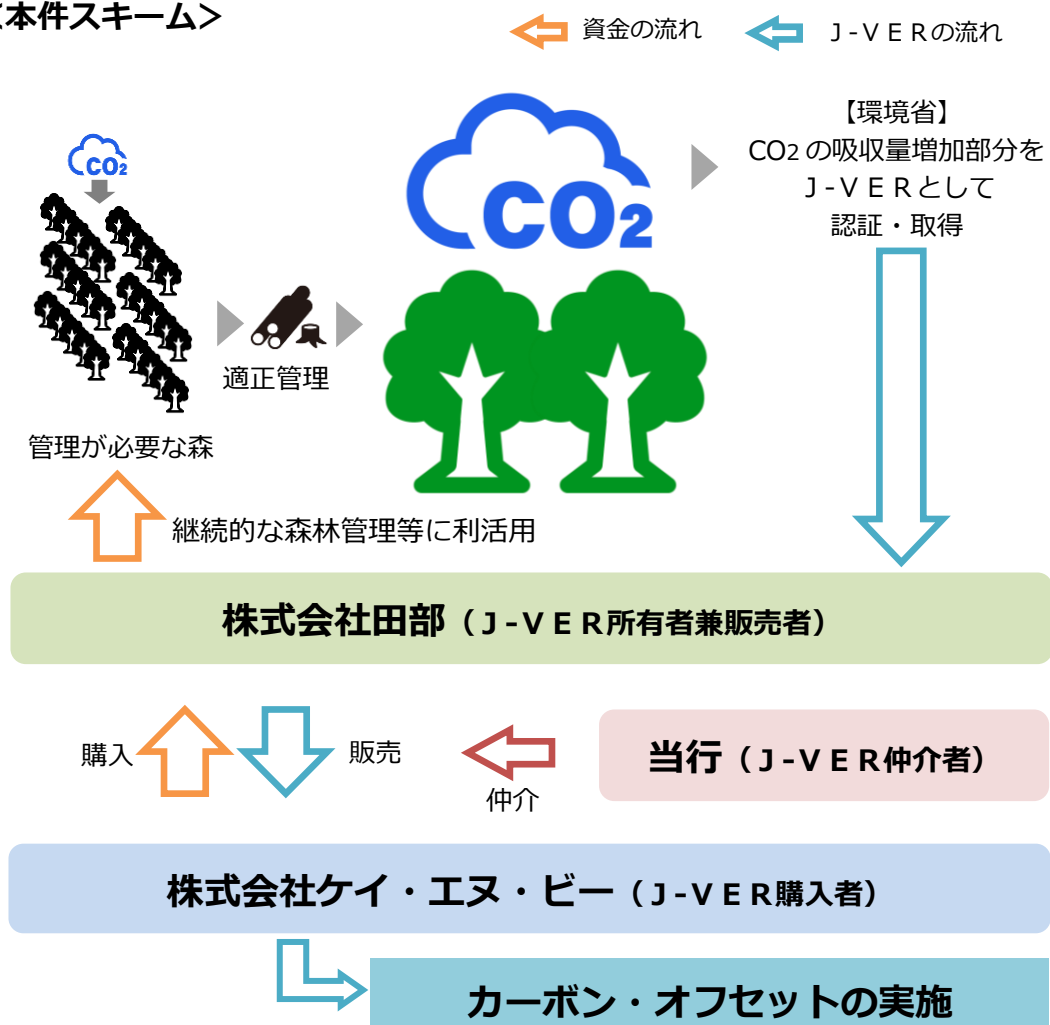 <本件スキーム>
資金の流れ
J-VERの流れ
CO₂
CO₂
【環境省】
CO2の吸収量増加部分を
J-VERとして
認証・取得
適正管理
管理が必要な森
継続的な森林管理等に利活用
株式会社田部（J-VER所有者兼販売者）
購入
販売
仲介
当行（J-VER仲介者）
株式会社ケイ・エヌ・ビー（J-VER購入者）
カーボン・オフセットの実施